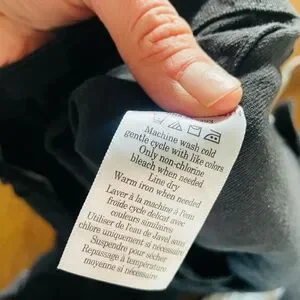 Machine wash cold
gentle cycle with like colors
Only non-chlorine
bleach when needed
Line dry
Warm iron when needed
Laver à la machine à l'eau
froide cycle délicat avec
couleurs similaires
Utiliser de l'eau de Javel sans
chlore uniquement si nécessaire
Suspendre pour sécher
Repassage à température
moyenne si nécessaire